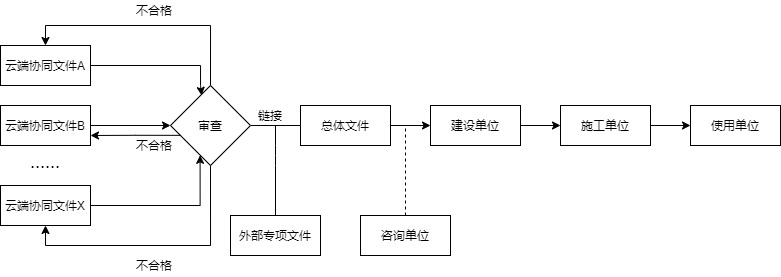 不合格
云端协同文件A
云端协同文件B
不合格
……
云端协同文件X
不合格
审查
链接
总体文件
建设单位
施工单位
使用单位
外部专项文件
咨询单位